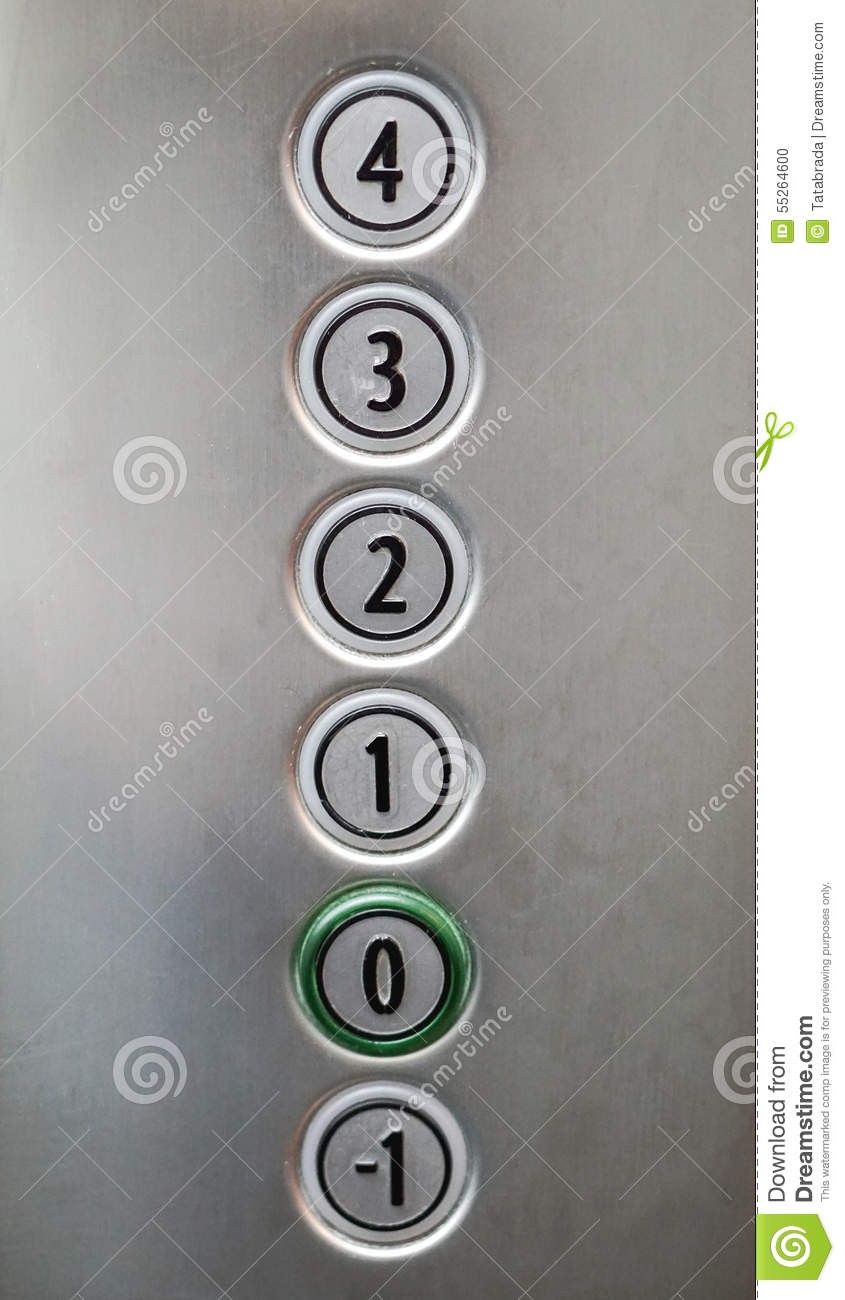 4
3
2
1
0
-1
dreamstime
dreamstime
dreamstime
dreamstime
dreamstime
dreamstime
dreamstime
ID 55264600
© Tatabrada | Dreamstime.com
Download from
Dreamstime.com
This watermarked comp image is for previewing purposes only.